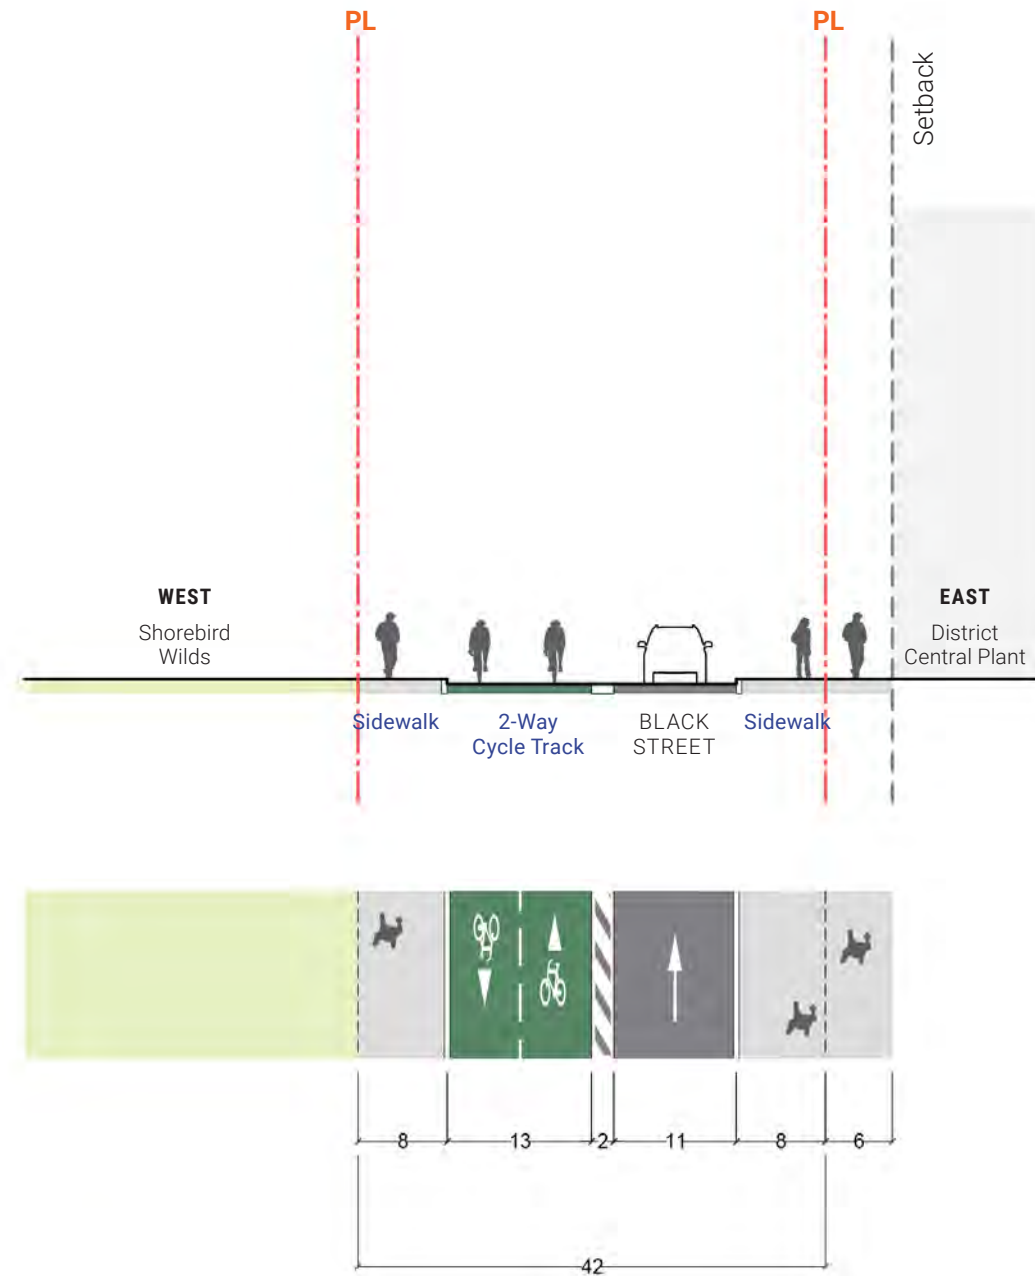 PL
PL
Setback
WEST
Shorebird
Wilds
EAST
District
Central Plant
Sidewalk
2-Way
Cycle Track
BLACK
STREET
Sidewalk
8
13
2
11
8
6
42